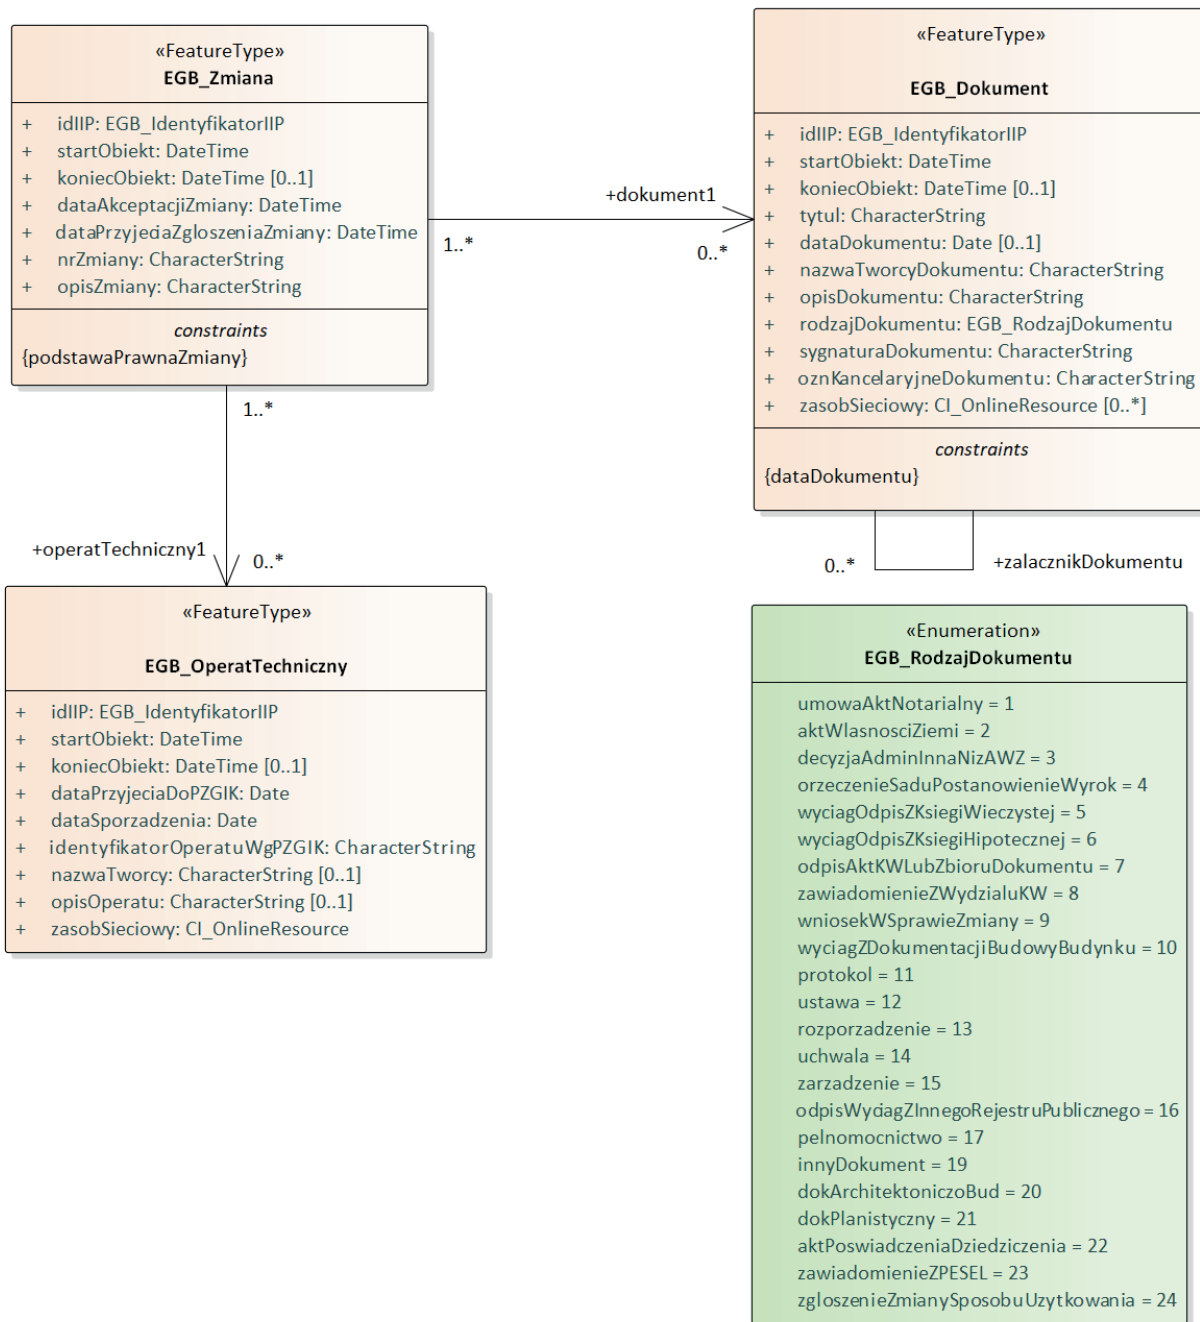 «FeatureType»
EGB_Zmiana
+ idIIP: EGB_IdentyfikatorIIP
+ startObiekt: DateTime
+ koniecObiekt: DateTime [0..1]
+ dataAkceptacjiZmiany: DateTime
+ dataPrzyjeciaZgloszeniaZmiany: DateTime
+ nrZmiany: CharacterString
+ opisZmiany: CharacterString
constraints
{podstawaPrawnaZmiany}
+dokument1
1..*
0..*
«FeatureType»
EGB_Dokument
+ idIIP: EGB_IdentyfikatorIIP
+ startObiekt: DateTime
+ koniecObiekt: DateTime [0..1]
+ tytul: CharacterString
+ dataDokumentu: Date [0..1]
+ nazwaTworcyDokumentu: CharacterString
+ opisDokumentu: CharacterString
+ rodzajDokumentu: EGB_RodzajDokumentu
+ sygnaturaDokumentu: CharacterString
+ oznKancelaryjneDokumentu: CharacterString
+ zasobSieciowy: CI_OnlineResource [0..*]
constraints
{dataDokumentu}
0..*
+zalacznikDokumentu
1..*
+operatTechniczny1
0..*
«FeatureType»
EGB_OperatTechniczny
+ idIIP: EGB_IdentyfikatorIIP
+ startObiekt: DateTime
+ koniecObiekt: DateTime [0..1]
+ dataPrzyjeciaDoPZGIK: Date
+ dataSporzadzenia: Date
+ identyfikatorOperatuWgPZGIK: CharacterString
+ nazwaTworcy: CharacterString [0..1]
+ opisOperatu: CharacterString [0..1]
+ zasobSieciowy: CI_OnlineResource
«Enumeration»
EGB_RodzajDokumentu
umowaAktNotarialny = 1
aktWlasnosciZiemi = 2
decyzjaAdminInnaNizAWZ = 3
orzeczenieSaduPostanowienieWyrok = 4
wyciagOdpisZKsiegiWieczystej = 5
wyciagOdpisZKsiegiHipotecznej = 6
odpisAktKWLubZbioruDokumentu = 7
zawiadomienieZWydzialuKW = 8
wniosekWSprawieZmiany = 9
wyciagZDokumentacjiBudowyBudynku = 10
protokol = 11
ustawa = 12
rozporzadzenie = 13
uchwala = 14
zarzadzenie = 15
odpisWyciagZInnegoRejestruPublicznego = 16
pelnomocnictwo = 17
innyDokument = 19
dokArchitektoniczoBud = 20
dokPlanistyczny = 21
aktPoswiadczeniaDziedziczenia = 22
zawiadomienieZPESEL = 23
zgloszenieZmianySposobuUzytkowania = 24